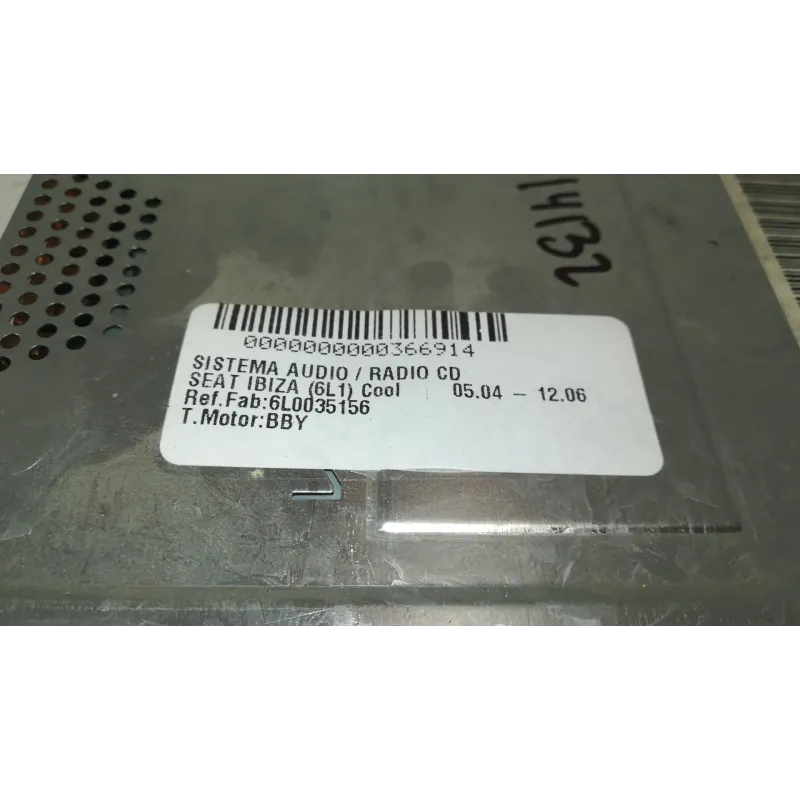 0000000000366914
SISTEMA AUDIO / RADIO CD
SEAT IBIZA (6L1) Cool 05.04 – 12.06
Ref.Fab:6L0035156
T.Motor:BBY